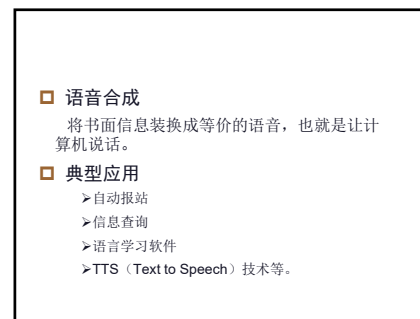 语音合成
将书面信息装换成等价的语音，也就是让计
算机说话。
典型应用
➢自动报站
➢信息查询
➢语言学习软件
➢TTS（Text to Speech）技术等。